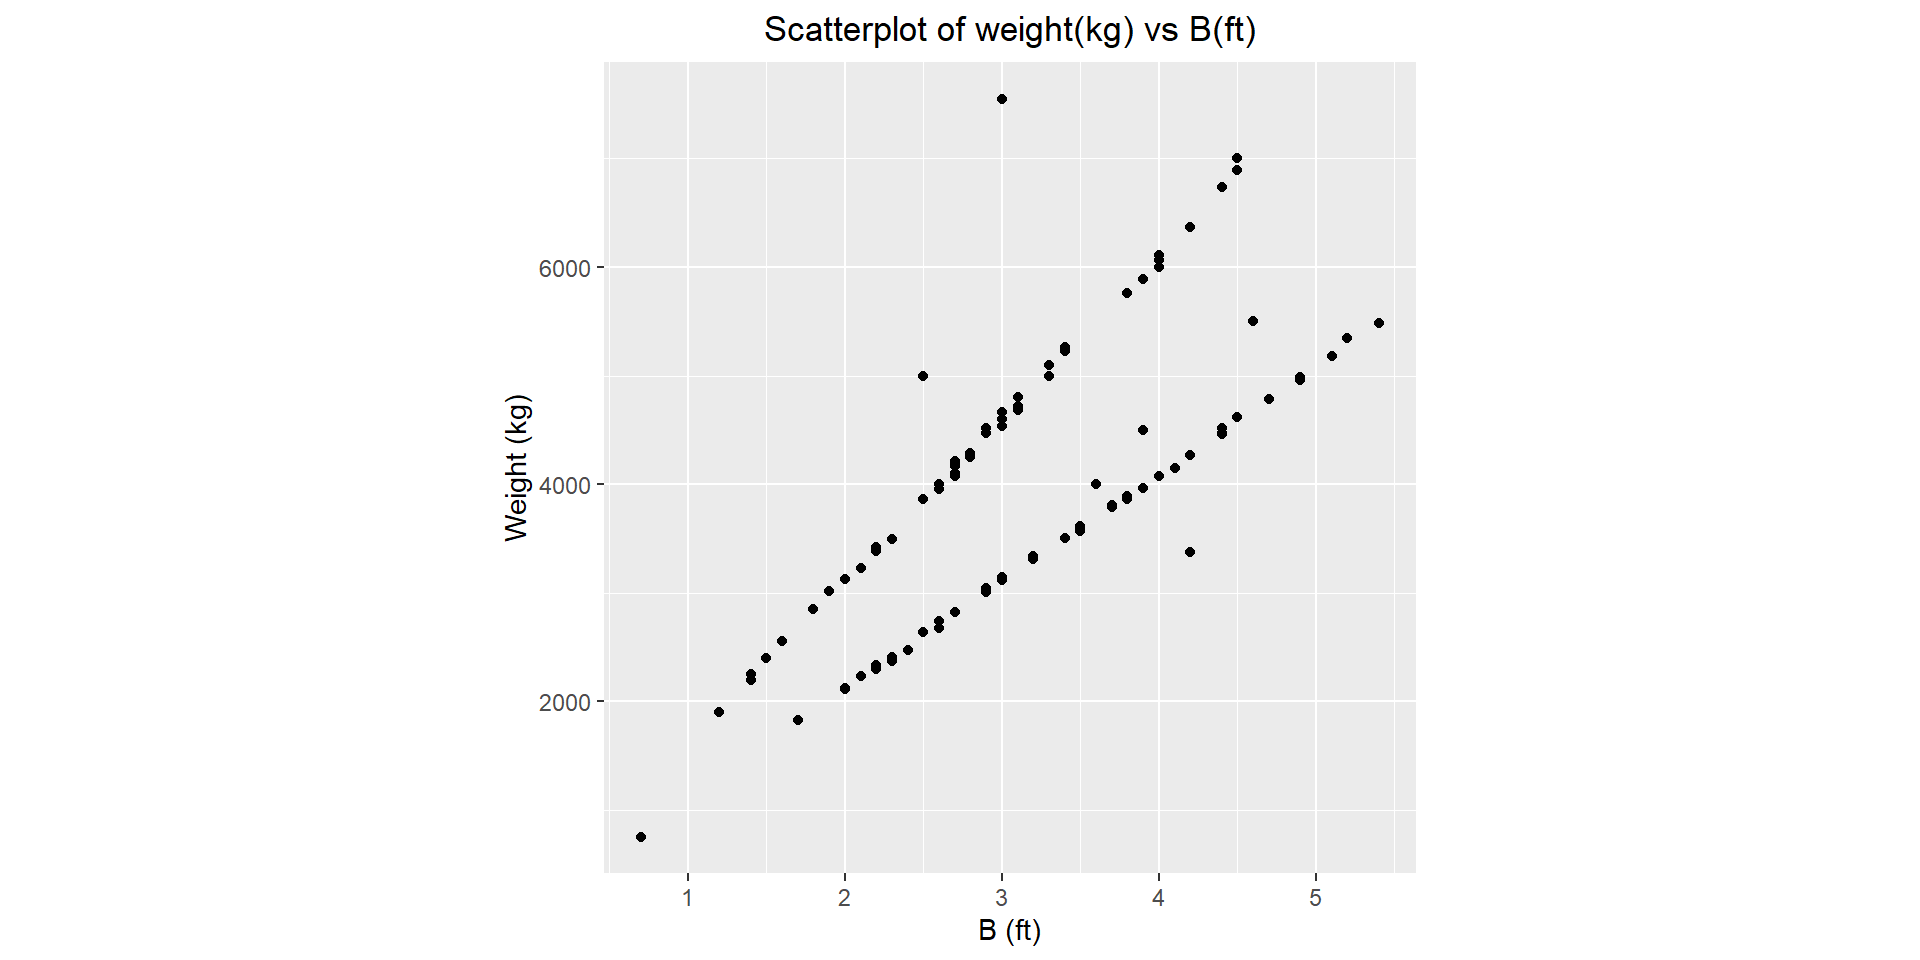 Scatterplot of weight(kg) vs B(ft)
Weight (kg)
6000
4000
2000
1 2 3 4 5
B (ft)